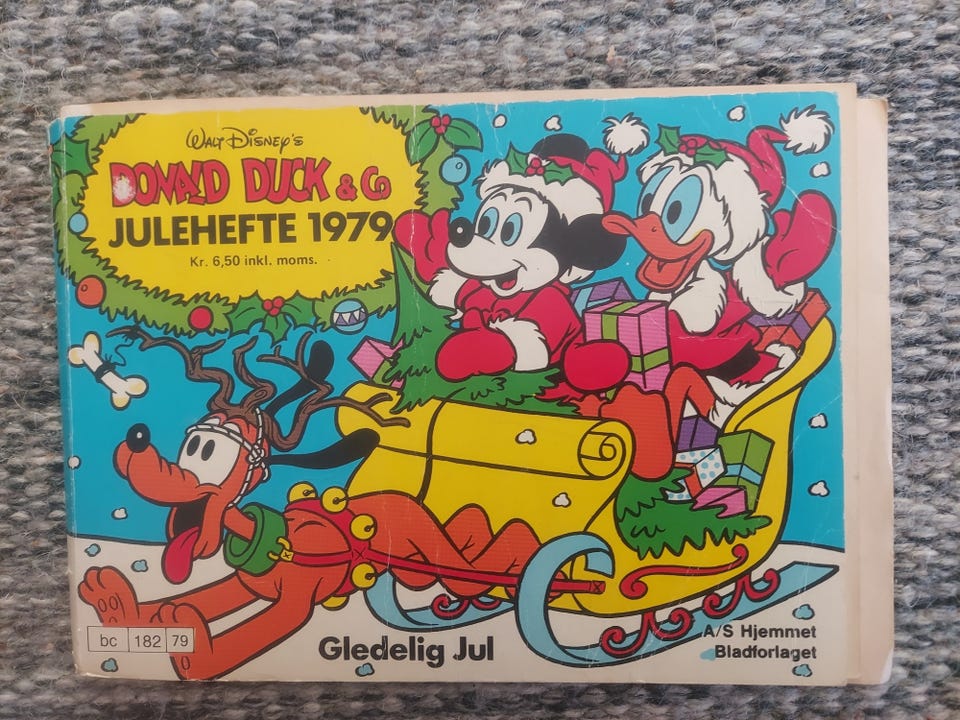 WALT DISNEY'S
DONALD DUCK & Co
JULEHEFTE 1979
Kr. 6,50 inkl. moms.
bc 182 79
Gledelig Jul
A/S Hjemmet
Bladforlaget